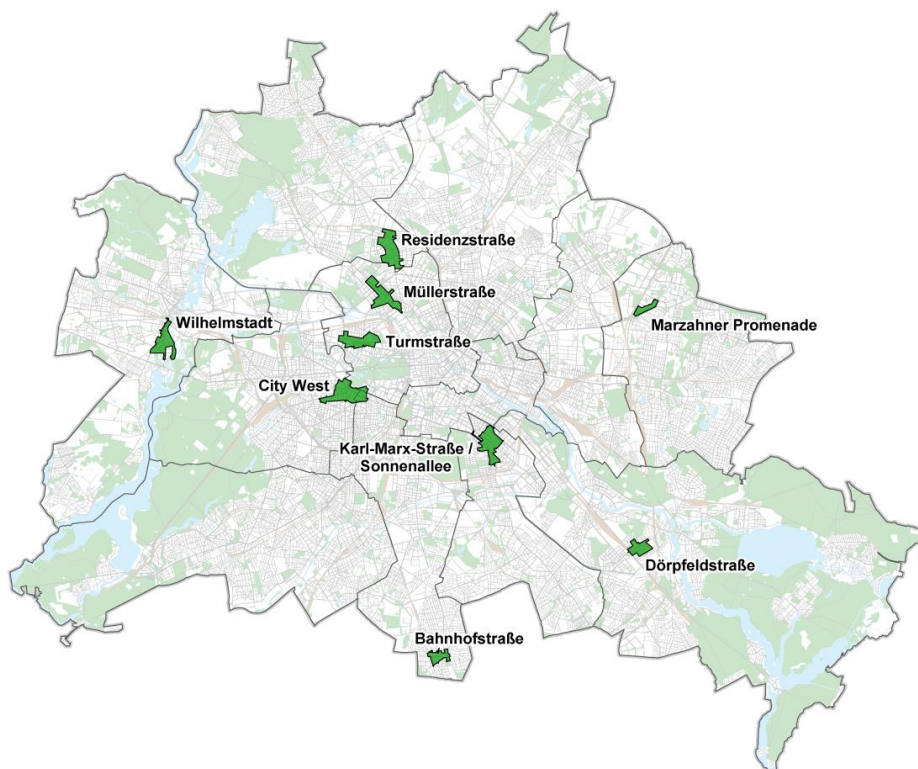 Residenzstraße
Müllerstraße
Wilhelmstadt
Marzahner Promenade
Turmstraße
City West
Karl-Marx-Straße /
Sonnenallee
Dörpfeldstraße
Bahnhofstraße